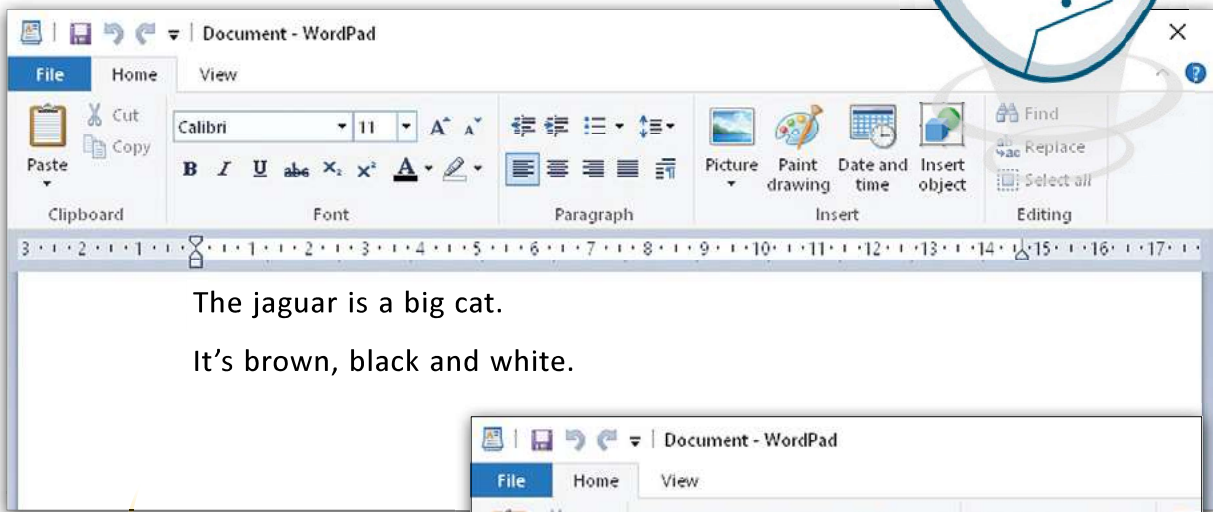 Document - WordPad
File Home View
Cut
Copy
Paste
Clipboard
Calibri 11 A A
B I U abc X₂ X² A
Font
Paragraph
Picture Paint drawing Date and time Insert object
Insert
Find
Replace
Select all
Editing
3 2 1 1 2 3 4 5 6 7 8 9 10 11 12 13 14 15 16 17
The jaguar is a big cat.
It's brown, black and white.
Document - WordPad
File Home View